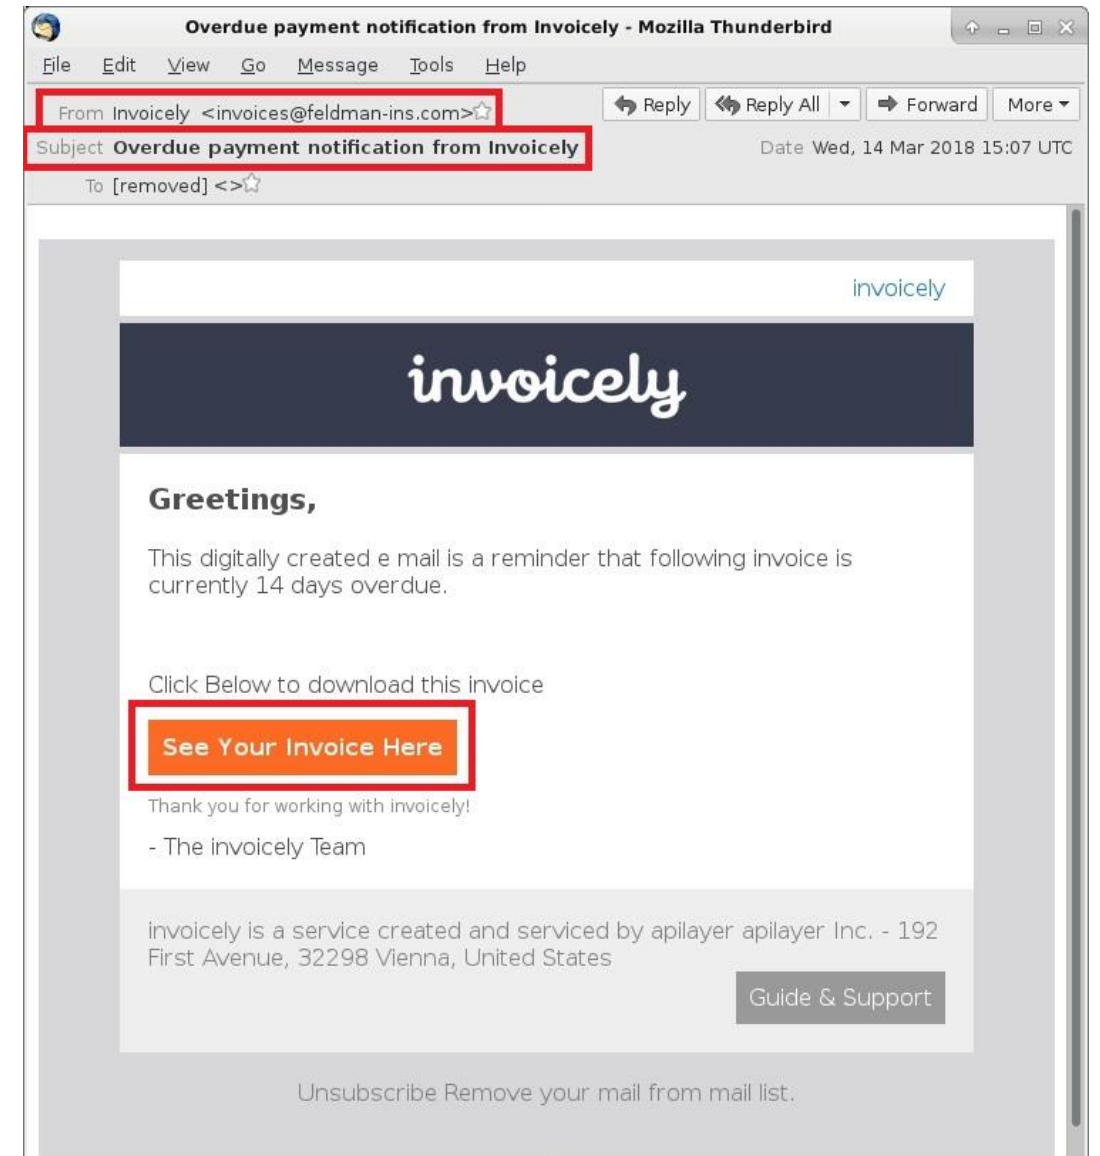 Overdue payment notification from Invoicely - Mozilla Thunderbird
File Edit View Go Message Tools Help
From Invoicely <invoices@feldman-ins.com>
Reply Reply All Forward More
Subject Overdue payment notification from Invoicely
Date Wed, 14 Mar 2018 15:07 UTC
To [removed] <>
invoicely
invoicely
Greetings,
This digitally created e mail is a reminder that following invoice is
currently 14 days overdue.
Click Below to download this invoice
See Your Invoice Here
Thank you for working with invoicely!
- The invoicely Team
invoicely is a service created and serviced by apilayer apilayer Inc. - 192
First Avenue, 32298 Vienna, United States
Guide & Support
Unsubscribe Remove your mail from mail list.